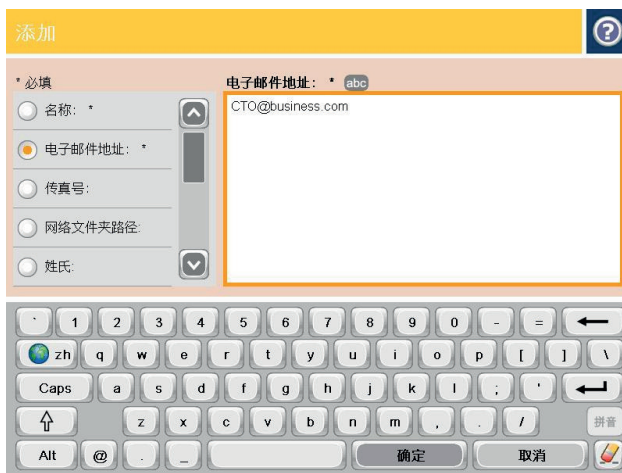 添加
?
* 必填
电子邮件地址: * abc
名称: *
CTO@business.com
电子邮件地址: *
传真号:
网络文件夹路径:
姓氏:
` 1 2 3 4 5 6 7 8 9 0 - =
zh q w e r t y u i o p [ ] \
Caps a s d f g h j k l ; '
z x c v b n m , . / 拼音
Alt @ . _ 确定 取消